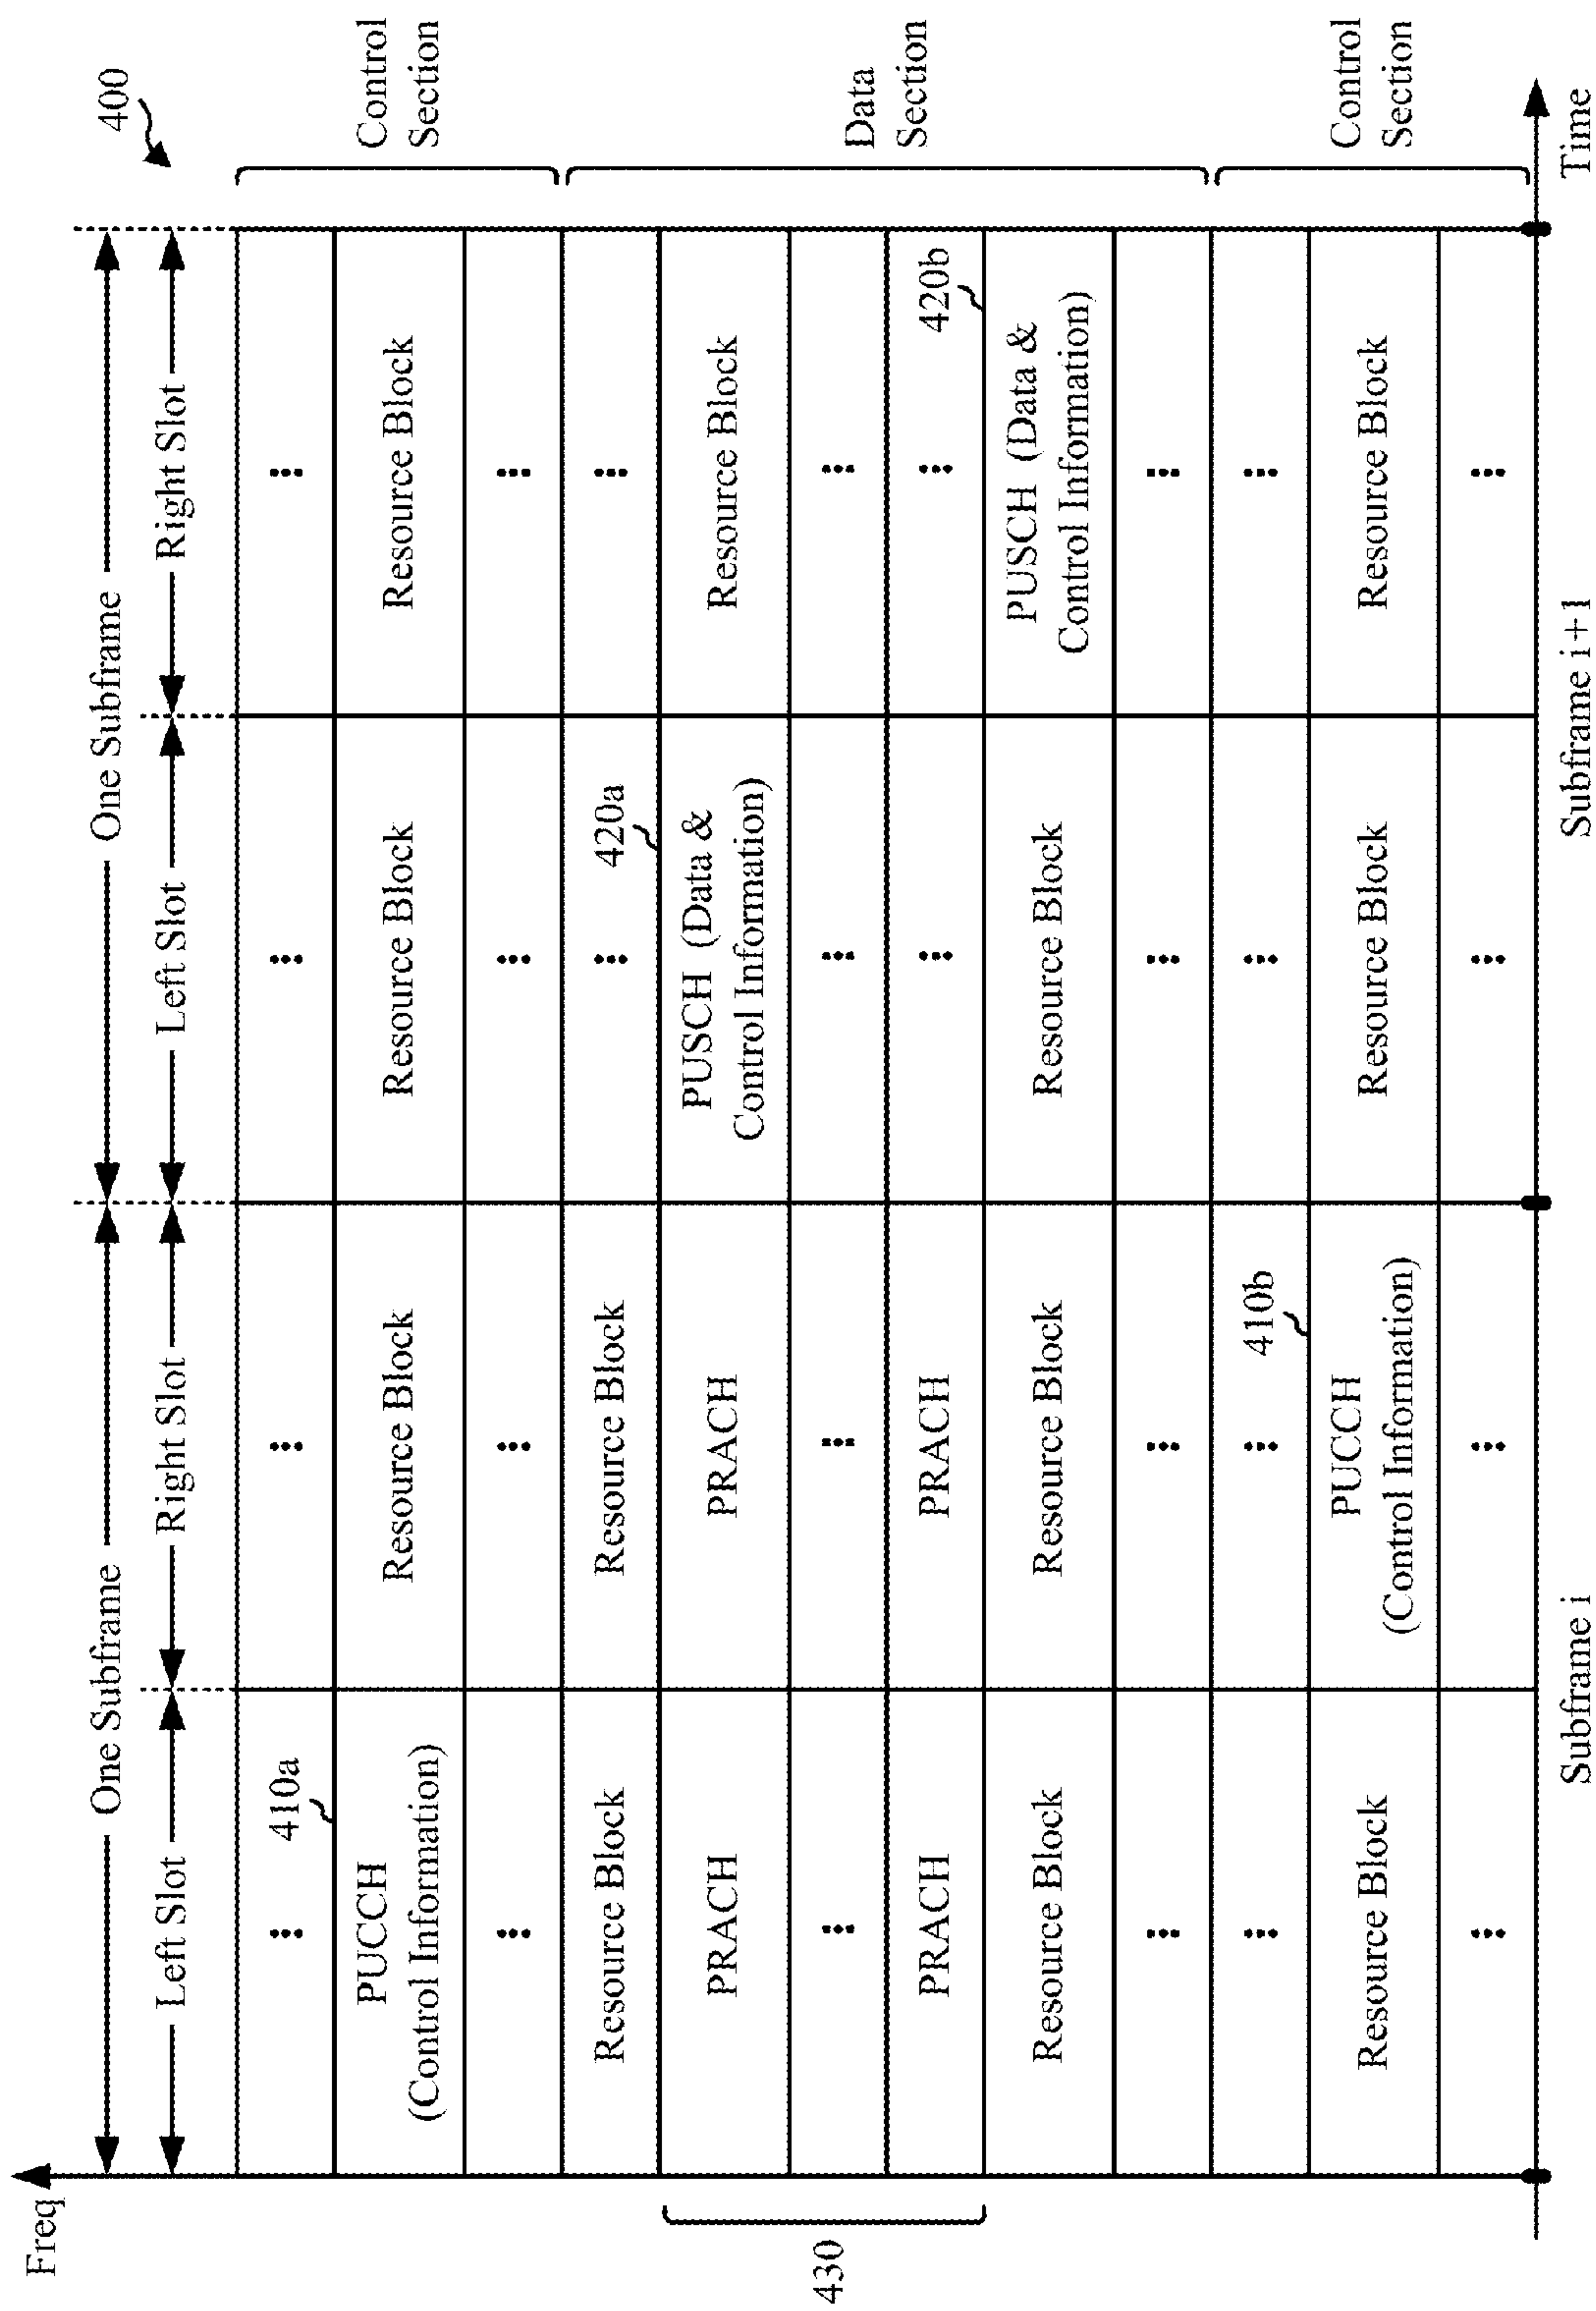 400
One Subframe
One Subframe
Left Slot
Right Slot
Left Slot
Right Slot
Freq
410a
PUCCH
(Control Information)
Resource Block
Resource Block
Resource Block
Control
Section
420a
Resource Block
Resource Block
430
PRACH
PRACH
PUSCH (Data &
Control Information)
Resource Block
Data
Section
PRACH
PRACH
420b
Resource Block
Resource Block
Resource Block
PUSCH (Data &
Control Information)
410b
Resource Block
PUCCH
(Control Information)
Resource Block
Resource Block
Control
Section
Subframe i
Subframe i+1
Time